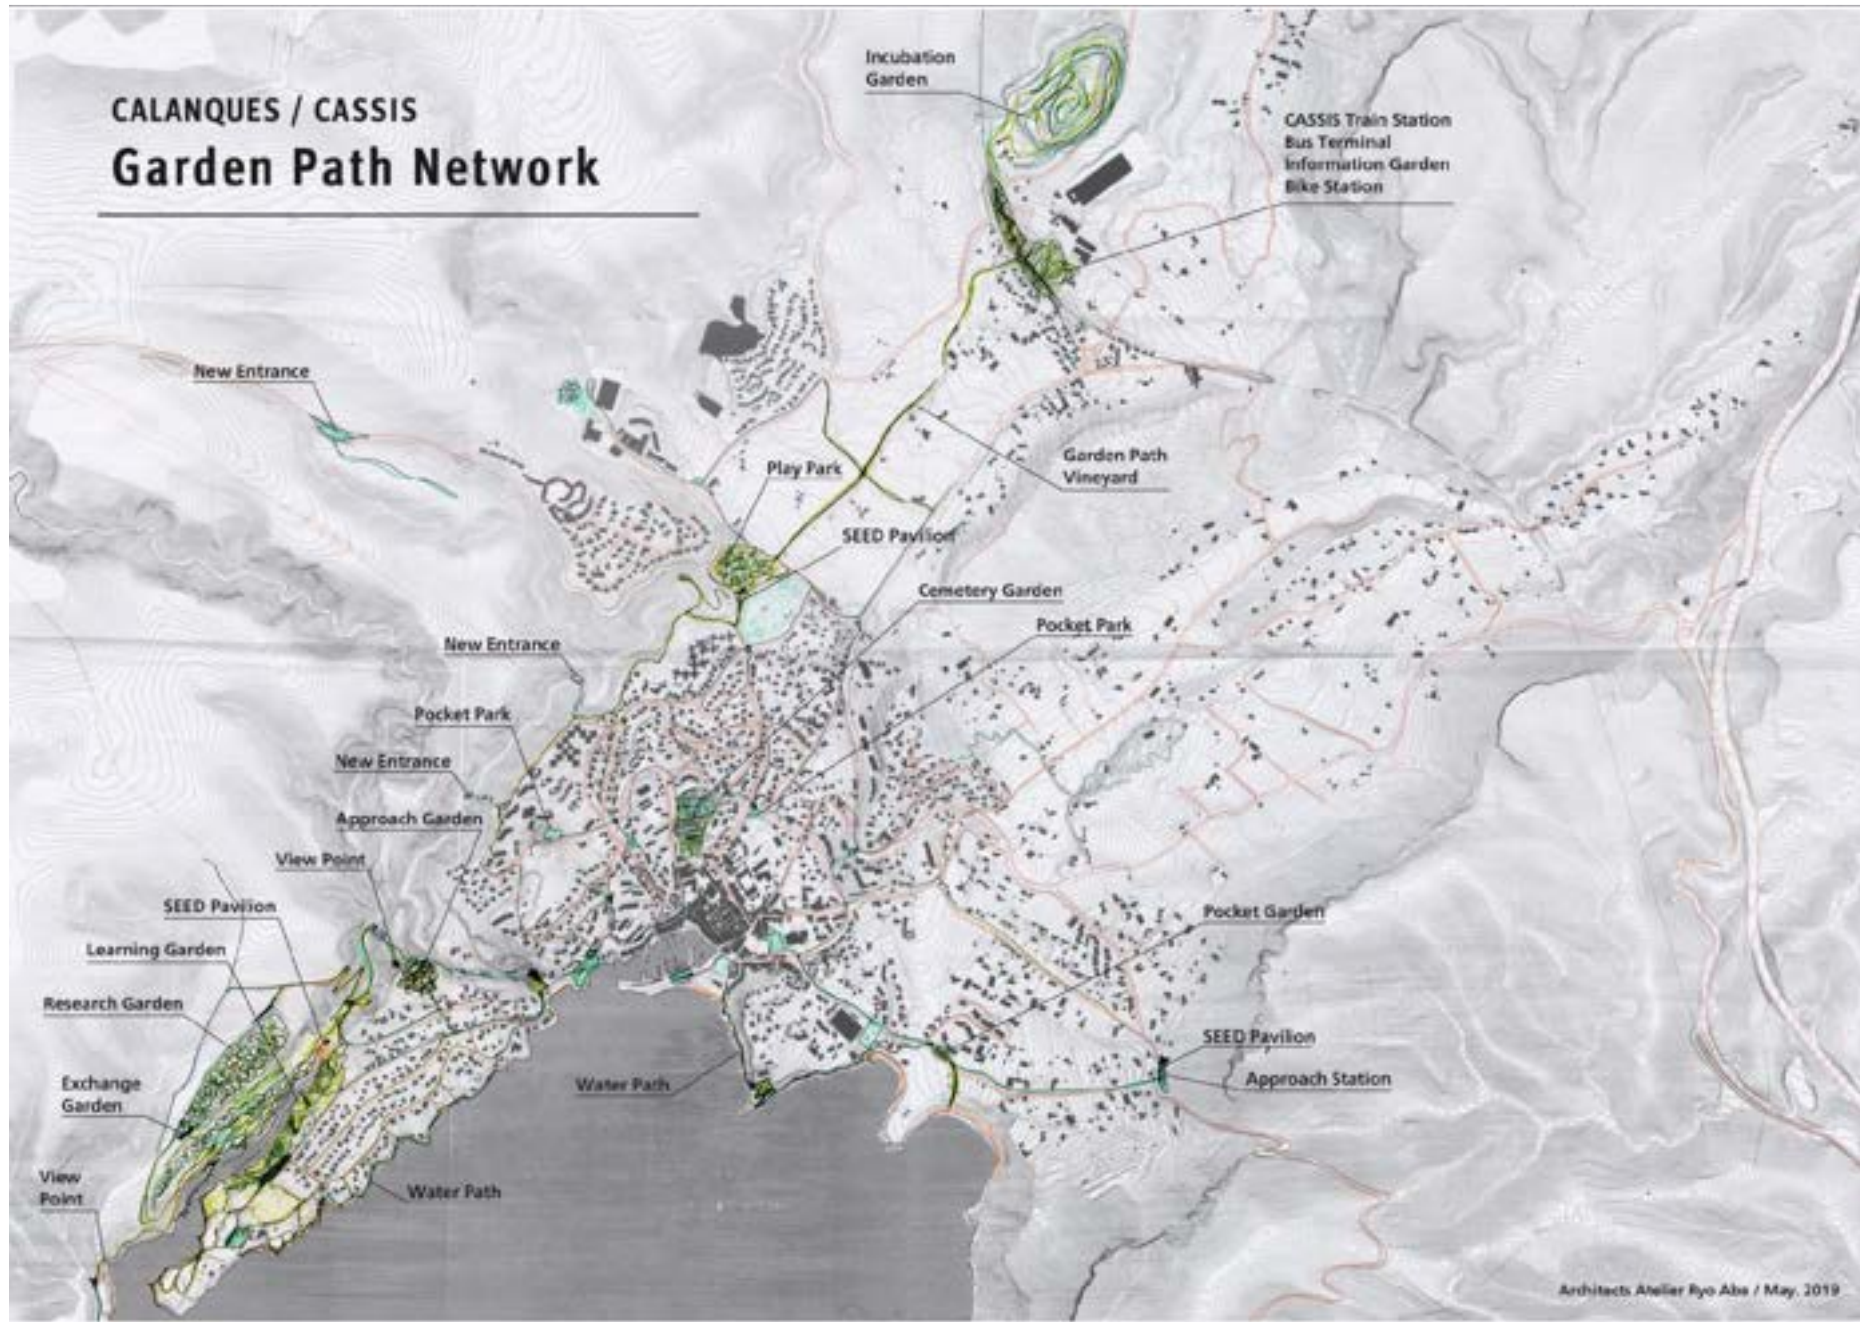 CALANQUES / CASSIS
Garden Path Network
Incubation
Garden
CASSIS Train Station
Bus Terminal
Information Garden
Bike Station
New Entrance
Play Park
Garden Path
Vineyard
SEED Pavilion
Cemetery Garden
Pocket Park
New Entrance
Pocket Park
New Entrance
Approach Garden
View Point
SEED Pavilion
Learning Garden
Research Garden
Exchange
Garden
View
Point
Water Path
Water Path
Pocket Garden
SEED Pavilion
Approach Station
Architects Atelier Ryo Abe / May. 2019